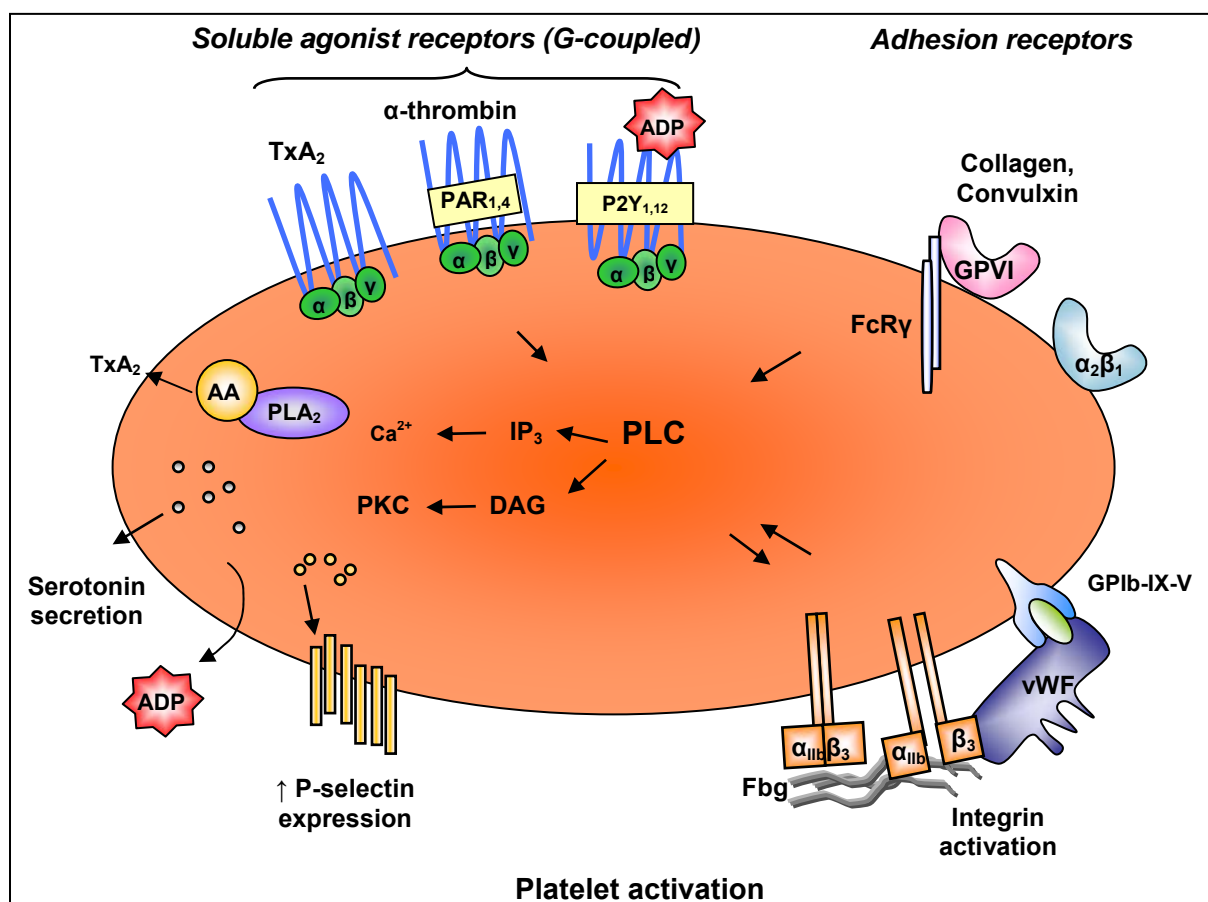 Soluble agonist receptors (G-coupled)
Adhesion receptors
α-thrombin
TxA₂
ADP
PAR₁,₄
P2Y₁,₁₂
α β γ
α β γ
α β γ
Collagen,
Convulxin
GPVI
FcRγ
α₂β₁
TxA₂
AA
PLA₂
Ca²⁺
IP₃
PLC
PKC
DAG
Serotonin
secretion
ADP
↑ P-selectin
expression
GPIb-IX-V
vWF
α_IIb β₃
α_IIb
β₃
Fbg
Integrin
activation
Platelet activation